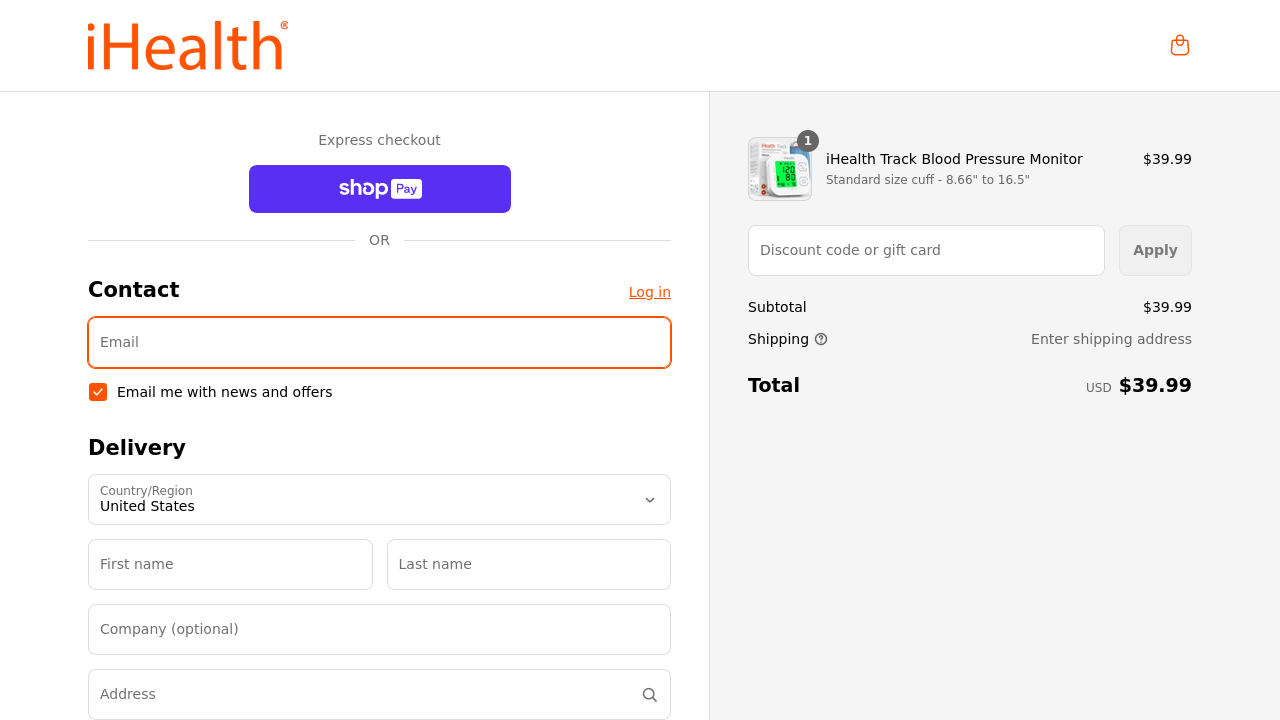 iHealth®
Express checkout
shop Pay
OR
Contact
Log in
Email
Email me with news and offers
Delivery
Country/Region
United States
First name
Last name
Company (optional)
Address
1
120
80
iHealth Track Blood Pressure Monitor
$39.99
Standard size cuff - 8.66" to 16.5"
Discount code or gift card
Apply
Subtotal
$39.99
Shipping
Enter shipping address
Total
USD $39.99